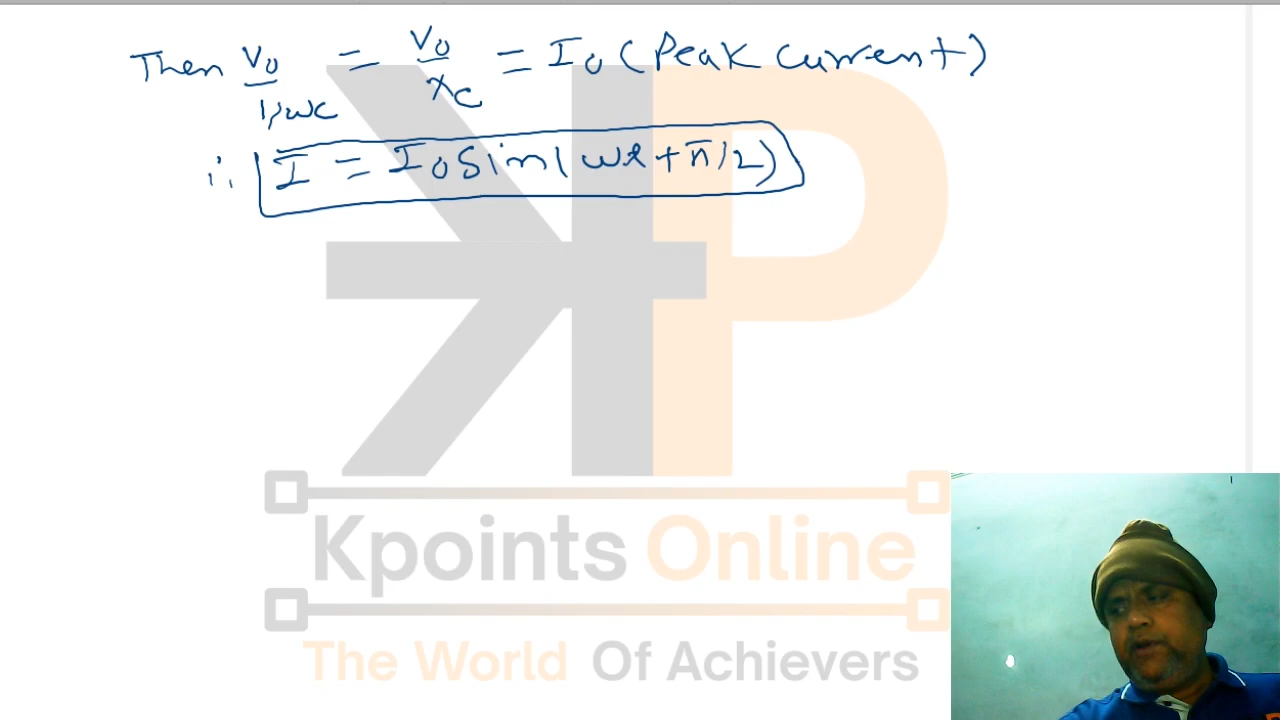 Then V0/1/ωC = V0/XC = I0 (Peak current)
∴ I = I0 Sin(ωt + π/2)
Kpoints Online
The World Of Achievers